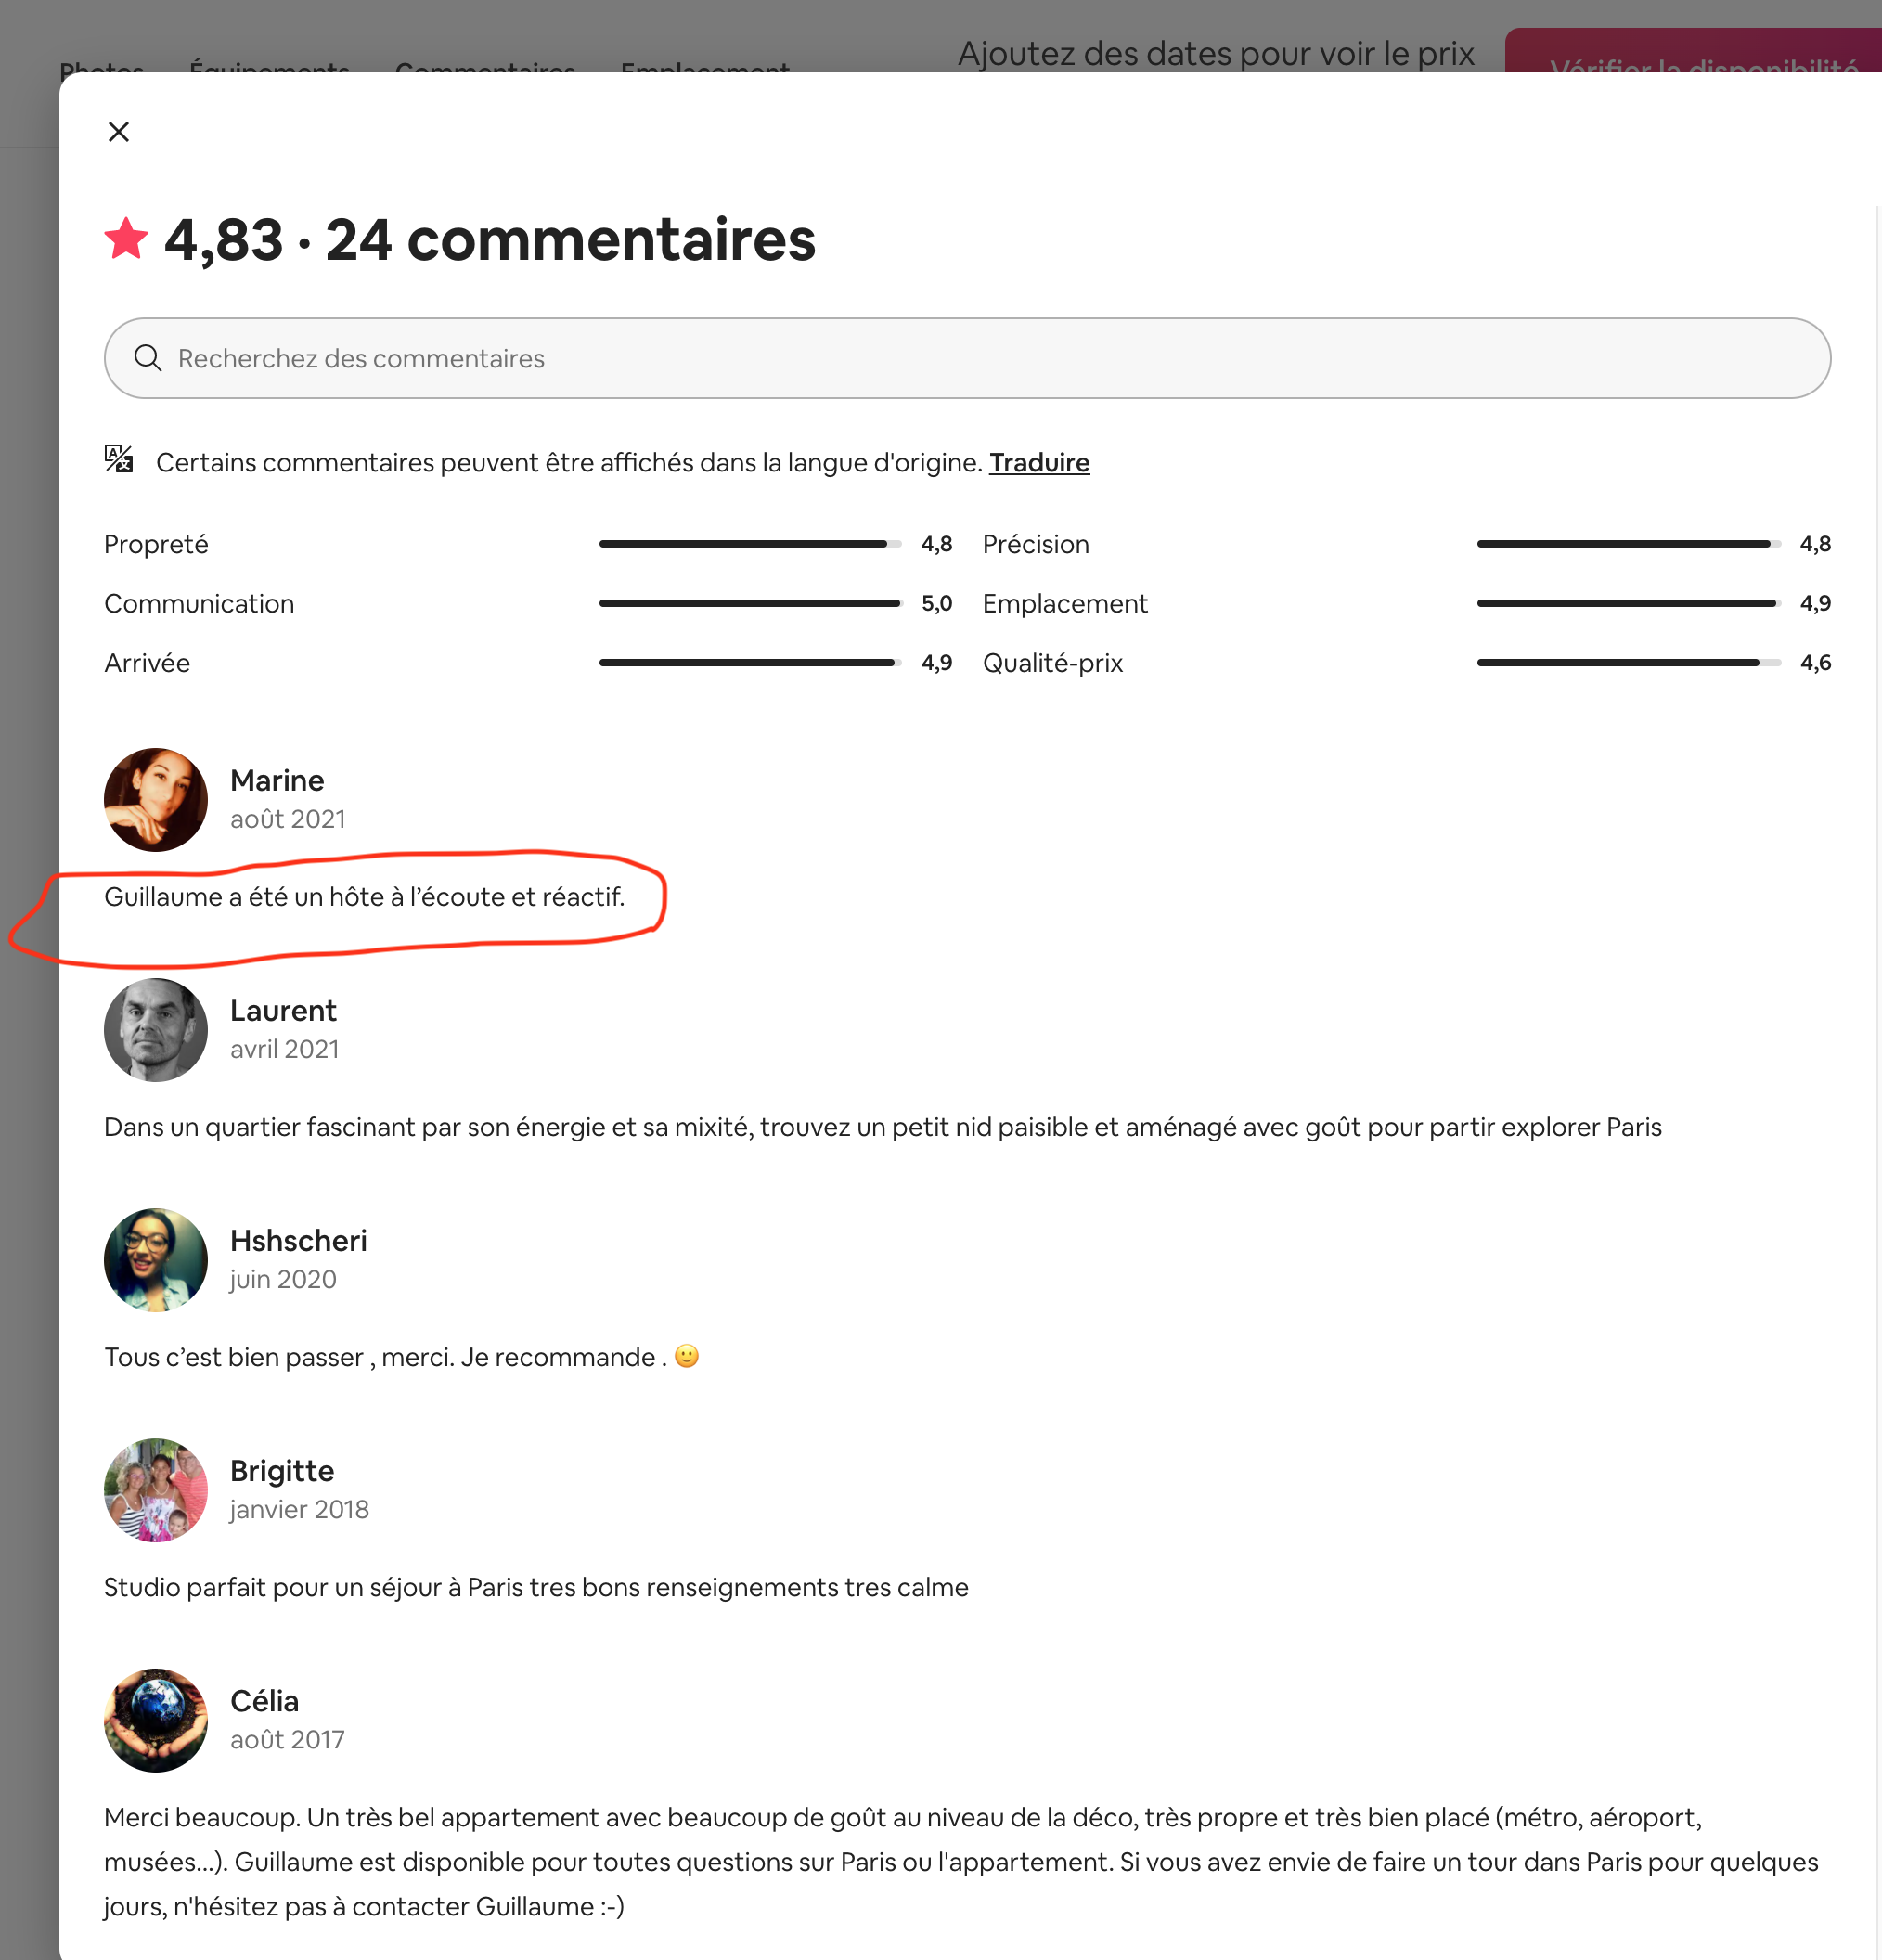 Photos Équipements Commentaires Emplacement
Ajoutez des dates pour voir le prix
Vérifier la disponibilité
4,83 · 24 commentaires
Recherchez des commentaires
Certains commentaires peuvent être affichés dans la langue d'origine. Traduire
Propreté 4,8 Précision 4,8
Communication 5,0 Emplacement 4,9
Arrivée 4,9 Qualité-prix 4,6
Marine
août 2021
Guillaume a été un hôte à l’écoute et réactif.
Laurent
avril 2021
Dans un quartier fascinant par son énergie et sa mixité, trouvez un petit nid paisible et aménagé avec goût pour partir explorer Paris
Hshscheri
juin 2020
Tous c’est bien passer , merci. Je recommande . 🙂
Brigitte
janvier 2018
Studio parfait pour un séjour à Paris tres bons renseignements tres calme
Célia
août 2017
Merci beaucoup. Un très bel appartement avec beaucoup de goût au niveau de la déco, très propre et très bien placé (métro, aéroport,
musées...). Guillaume est disponible pour toutes questions sur Paris ou l'appartement. Si vous avez envie de faire un tour dans Paris pour quelques
jours, n'hésitez pas à contacter Guillaume :-)